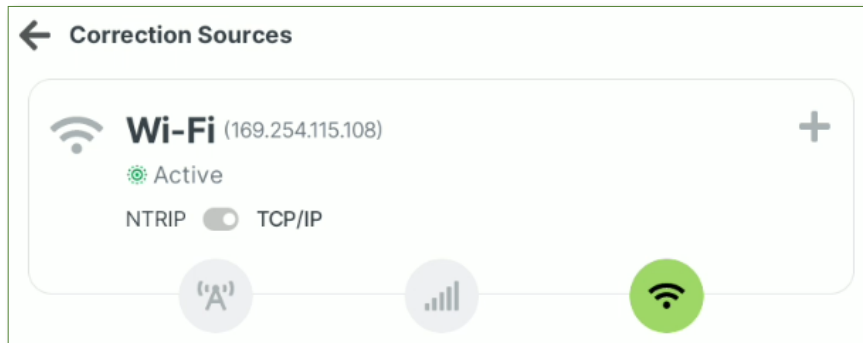 Correction Sources
Wi-Fi (169.254.115.108)
Active
NTRIP TCP/IP